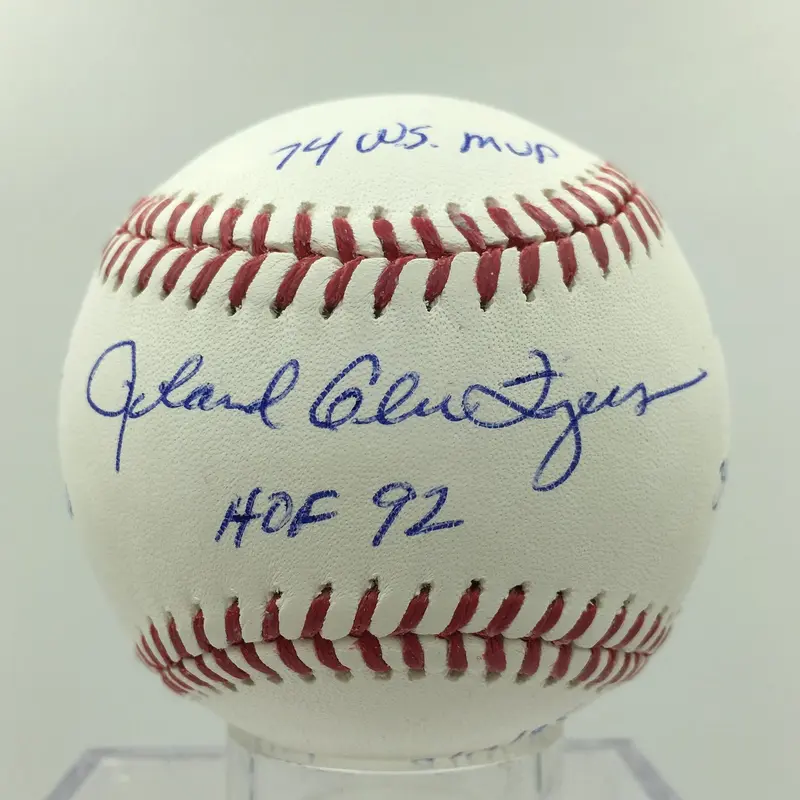 74 W.S. MVP
Roland Glen Fingers
HOF 92